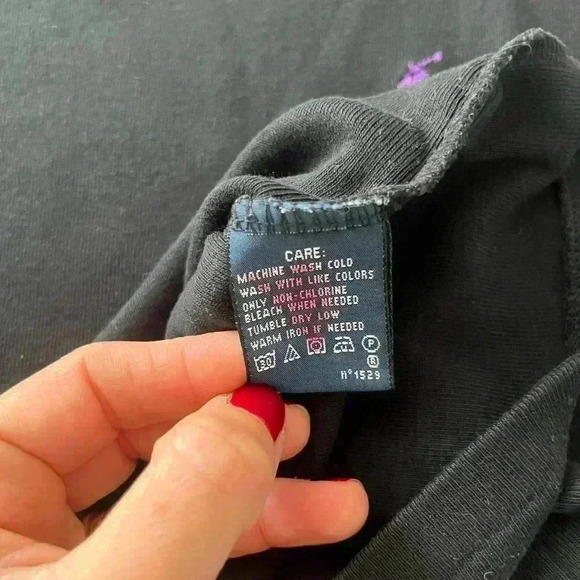 CARE:
MACHINE WASH COLD
WASH WITH LIKE COLORS
ONLY NON-CHLORINE
BLEACH WHEN NEEDED
TUMBLE DRY LOW
WARM IRON IF NEEDED
30 P
R
n° 1529